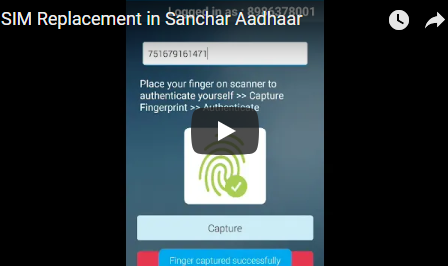 SIM Replacement in Sanchar Aadhaar
Logged in as : 8986378001
751679161471
Place your finger on scanner to
authenticate yourself >> Capture
Fingerprint >> Authenticate
Capture
Finger captured successfully